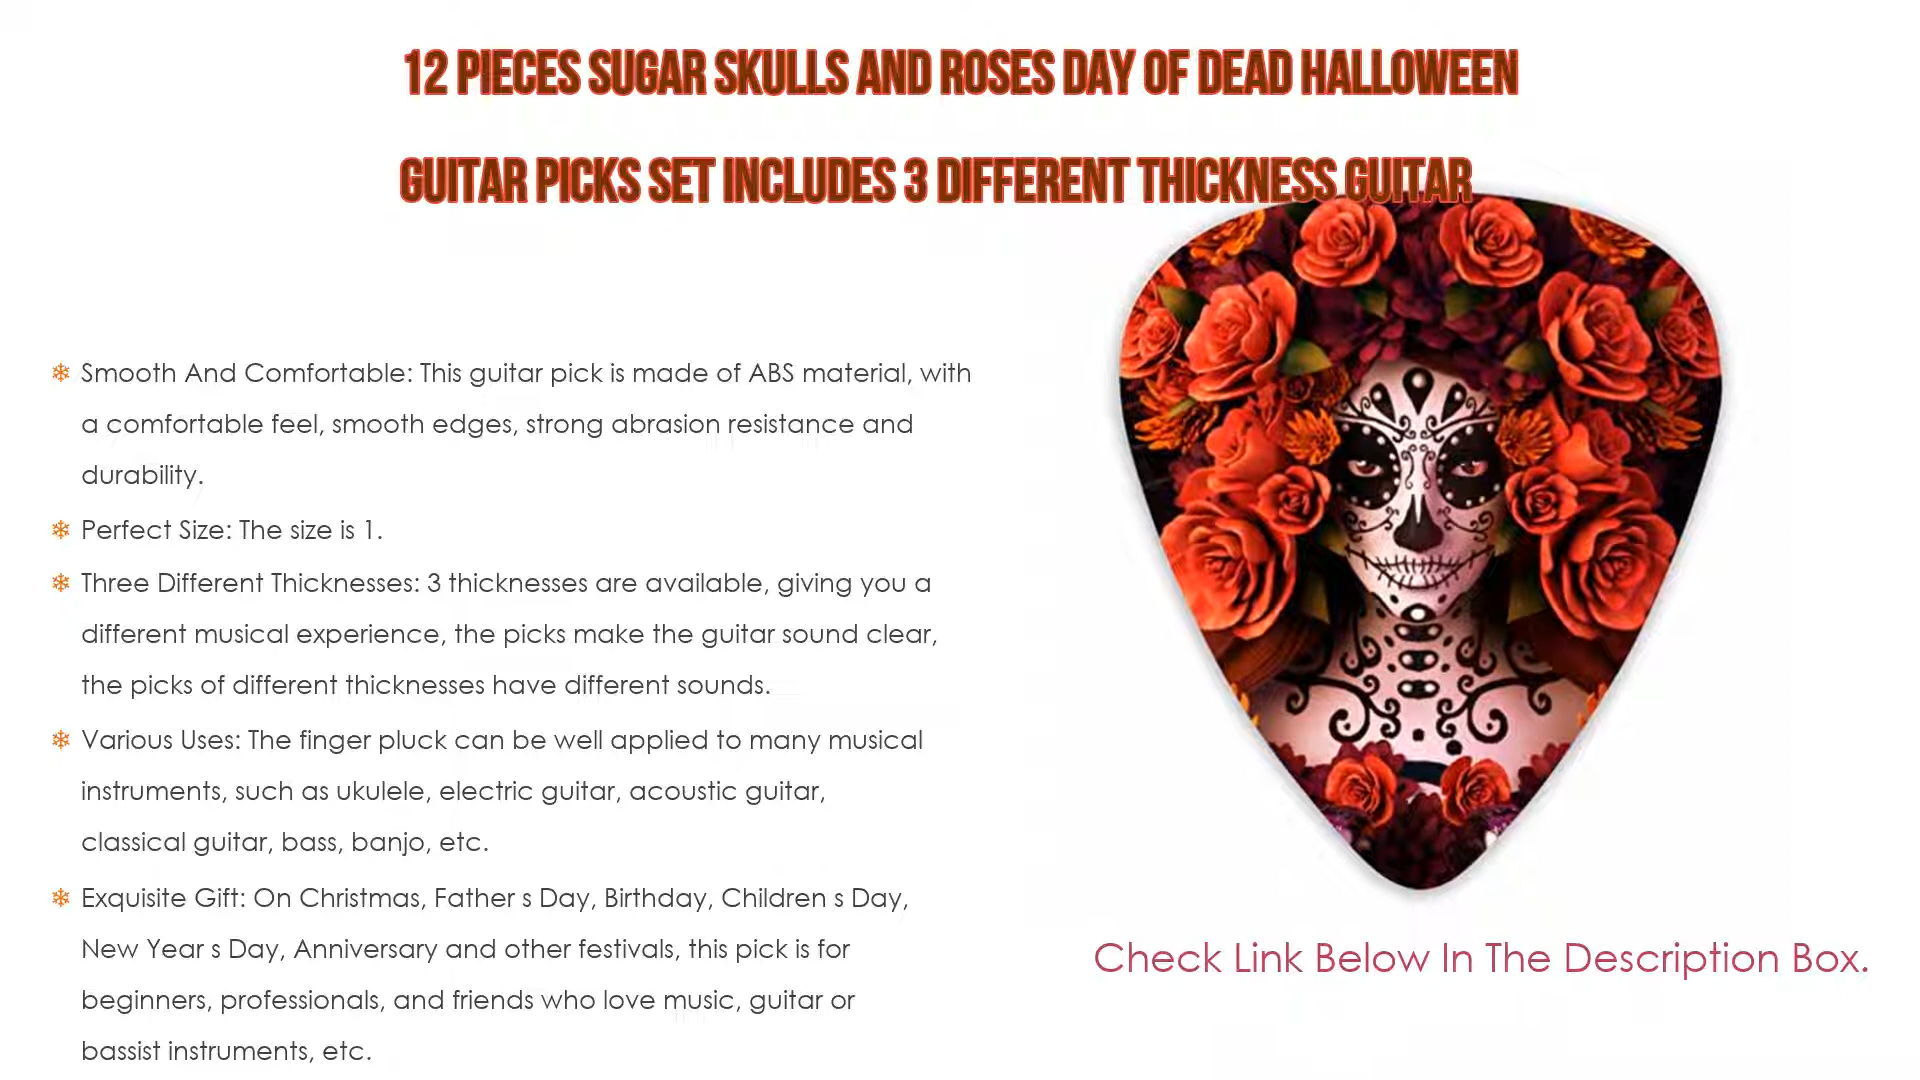 12 PIECES SUGAR SKULLS AND ROSES DAY OF DEAD HALLOWEEN
GUITAR PICKS SET INCLUDES 3 DIFFERENT THICKNESS GUITAR
Smooth And Comfortable: This guitar pick is made of ABS material, with
a comfortable feel, smooth edges, strong abrasion resistance and
durability.
Perfect Size: The size is 1.
Three Different Thicknesses: 3 thicknesses are available, giving you a
different musical experience, the picks make the guitar sound clear,
the picks of different thicknesses have different sounds.
Various Uses: The finger pluck can be well applied to many musical
instruments, such as ukulele, electric guitar, acoustic guitar,
classical guitar, bass, banjo, etc.
Exquisite Gift: On Christmas, Father s Day, Birthday, Children s Day,
New Year s Day, Anniversary and other festivals, this pick is for
beginners, professionals, and friends who love music, guitar or
bassist instruments, etc.
Check Link Below In The Description Box.